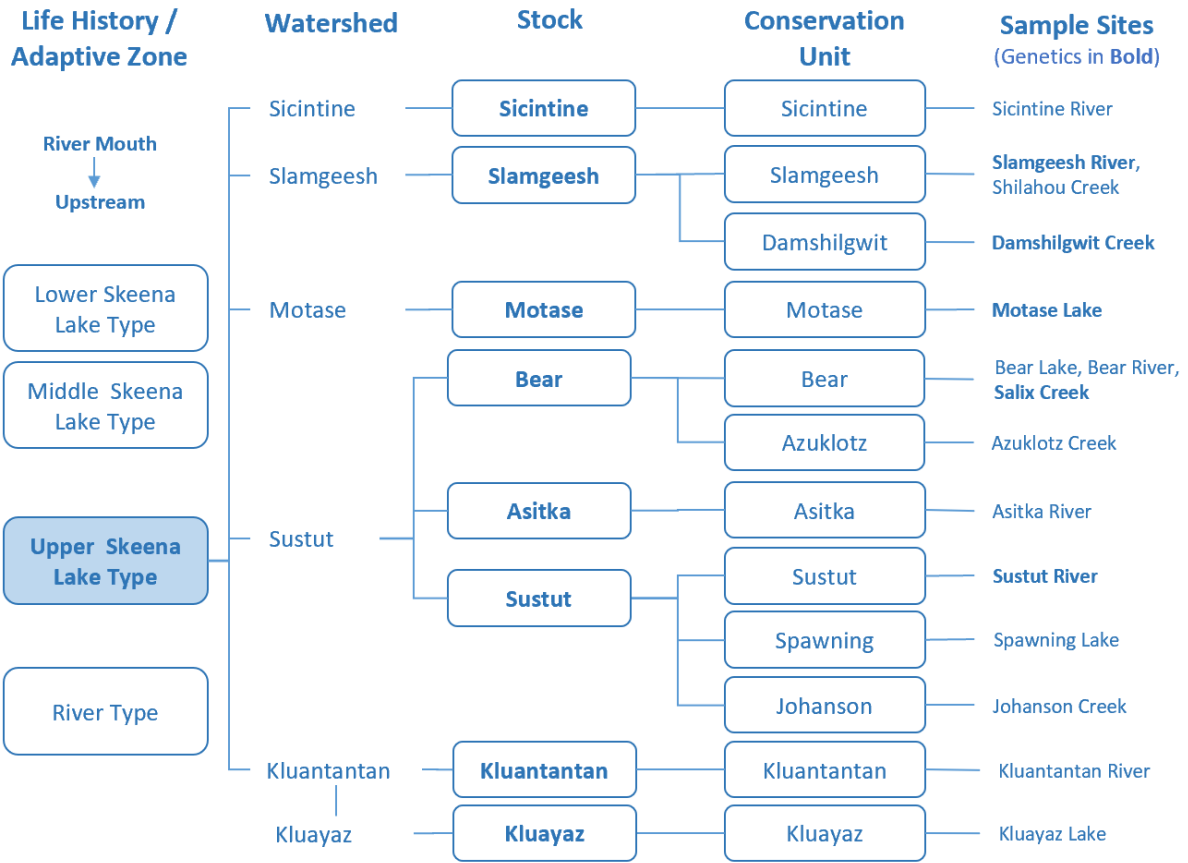 Life History /
Adaptive Zone
Watershed
Stock
Conservation
Unit
Sample Sites
(Genetics in Bold)
River Mouth
Upstream
Lower Skeena
Lake Type
Middle Skeena
Lake Type
Upper Skeena
Lake Type
River Type
Sicintine
Sicintine
Sicintine
Sicintine River
Slamgeesh
Slamgeesh
Slamgeesh
Slamgeesh River,
Shilahou Creek
Damshilgwit
Damshilgwit Creek
Motase
Motase
Motase
Motase Lake
Sustut
Bear
Bear
Bear Lake, Bear River,
Salix Creek
Azuklotz
Azuklotz Creek
Asitka
Asitka
Asitka River
Sustut
Sustut
Sustut River
Spawning
Spawning Lake
Johanson
Johanson Creek
Kluantantan
Kluantantan
Kluantantan
Kluantantan River
Kluayaz
Kluayaz
Kluayaz
Kluayaz Lake